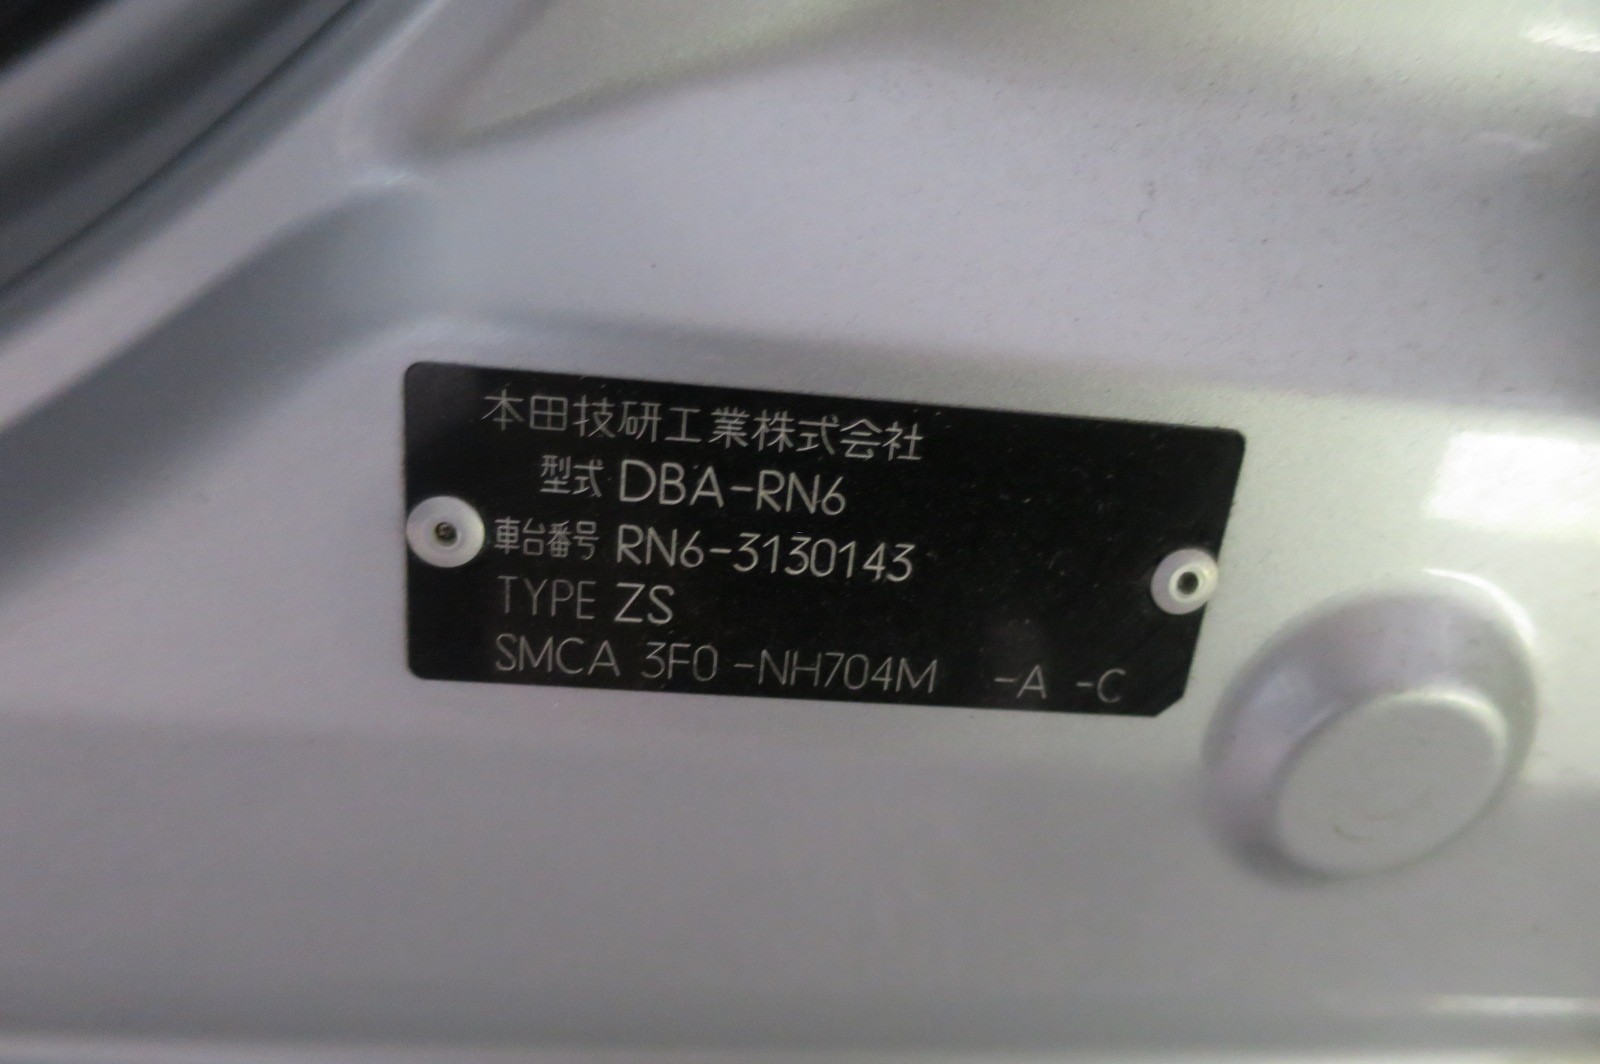 本田技研工業株式会社
型式 DBA-RN6
車台番号 RN6-3130143
TYPE ZS
SMCA 3F0 -NH704M -A -C